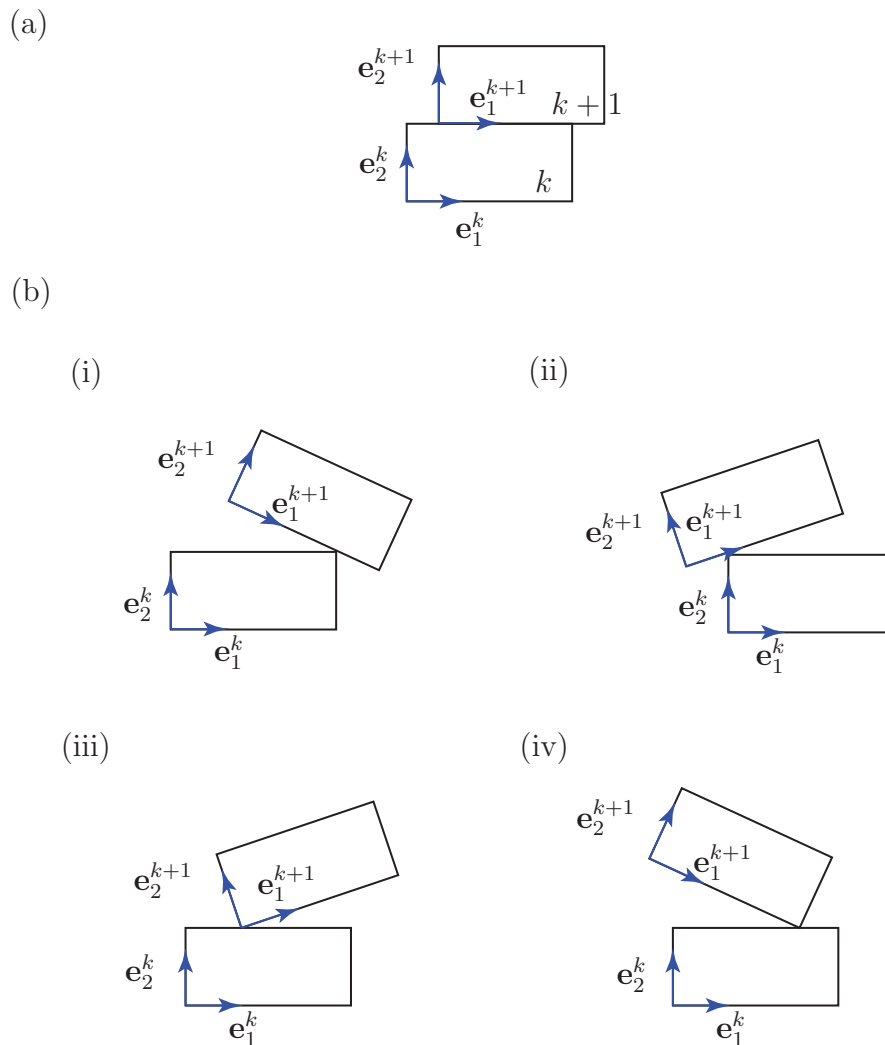 (a)
e_2^{k+1}
e_1^{k+1} k + 1
e_2^k k
e_1^k
(b)
(i) (ii)
e_2^{k+1}
e_1^{k+1}
e_2^k
e_1^k
e_2^{k+1} e_1^{k+1}
e_2^k
e_1^k
(iii) (iv)
e_2^{k+1} e_1^{k+1}
e_2^k
e_1^k
e_2^{k+1}
e_1^{k+1}
e_2^k
e_1^k